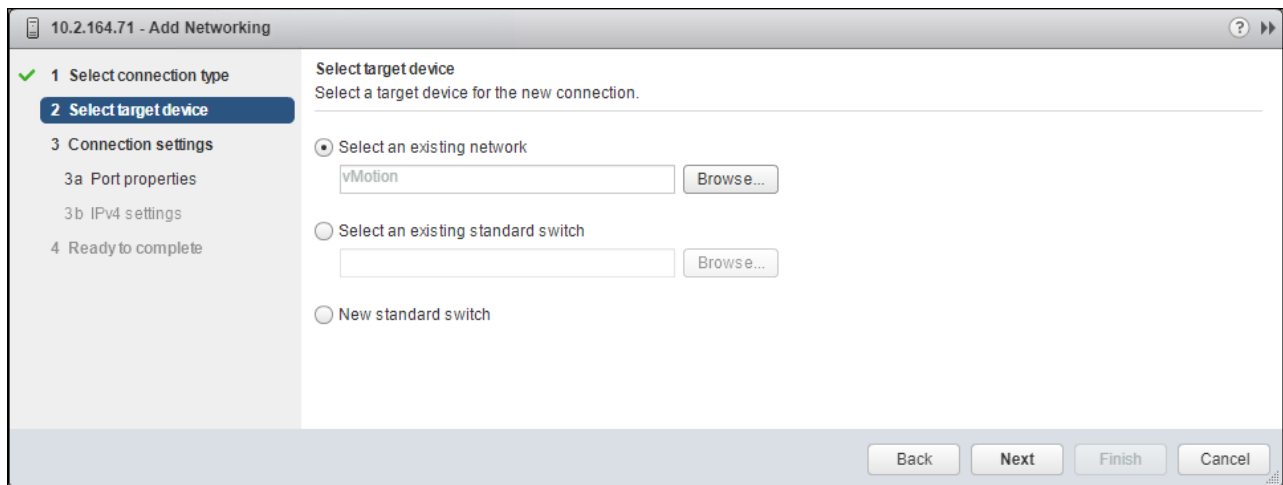 10.2.164.71 - Add Networking
?
1 Select connection type
2 Select target device
3 Connection settings
3a Port properties
3b IPv4 settings
4 Ready to complete
Select target device
Select a target device for the new connection.
Select an existing network
vMotion Browse...
Select an existing standard switch
Browse...
New standard switch
Back Next Finish Cancel